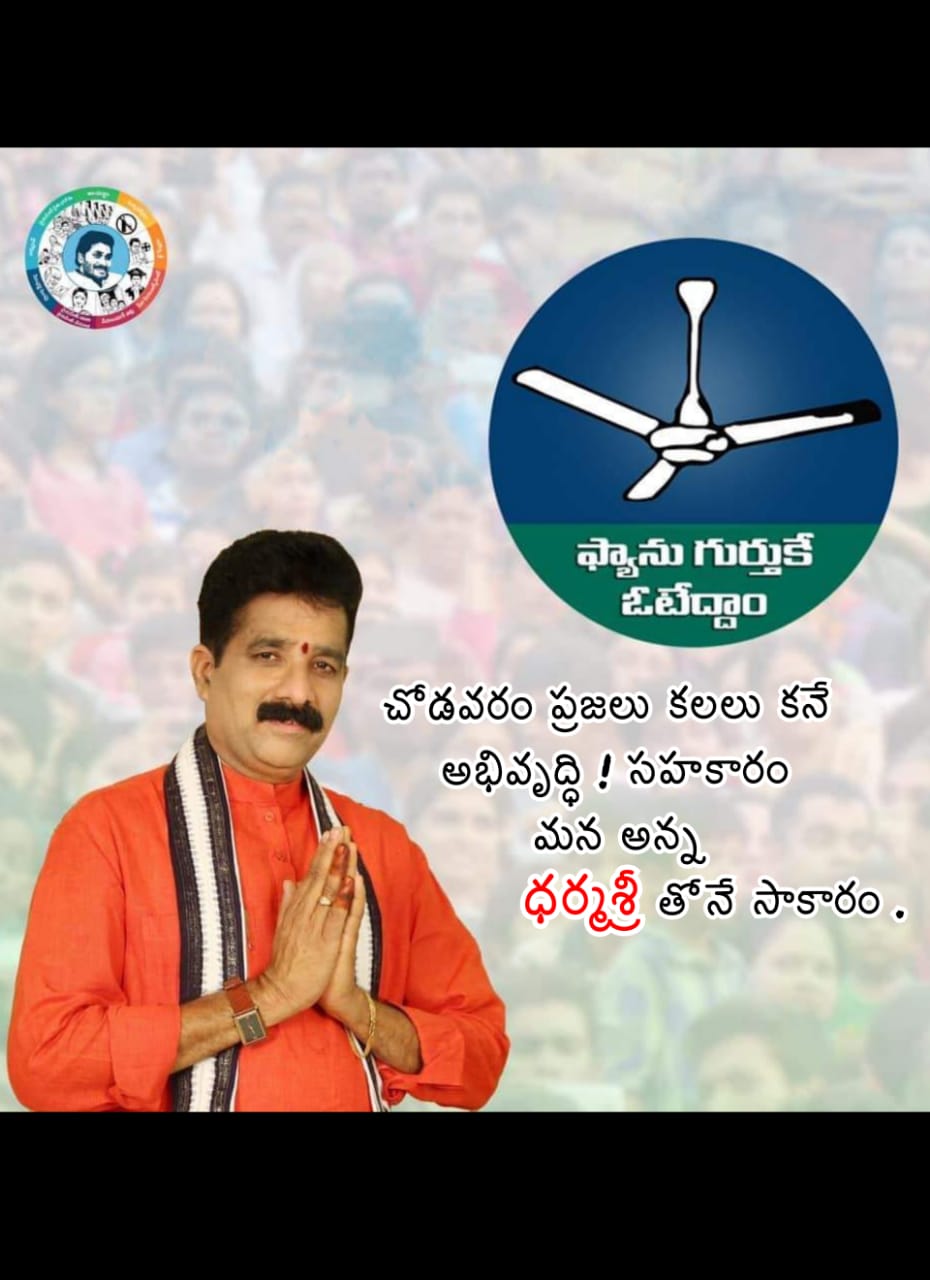 ఫ్యాను గుర్తుకే
ఓటేద్దాం
చోడవరం ప్రజలు కలలు కనే
అభివృద్ధి ! సహకారం
మన అన్న
ధర్మశ్రీ తోనే సాకారం .